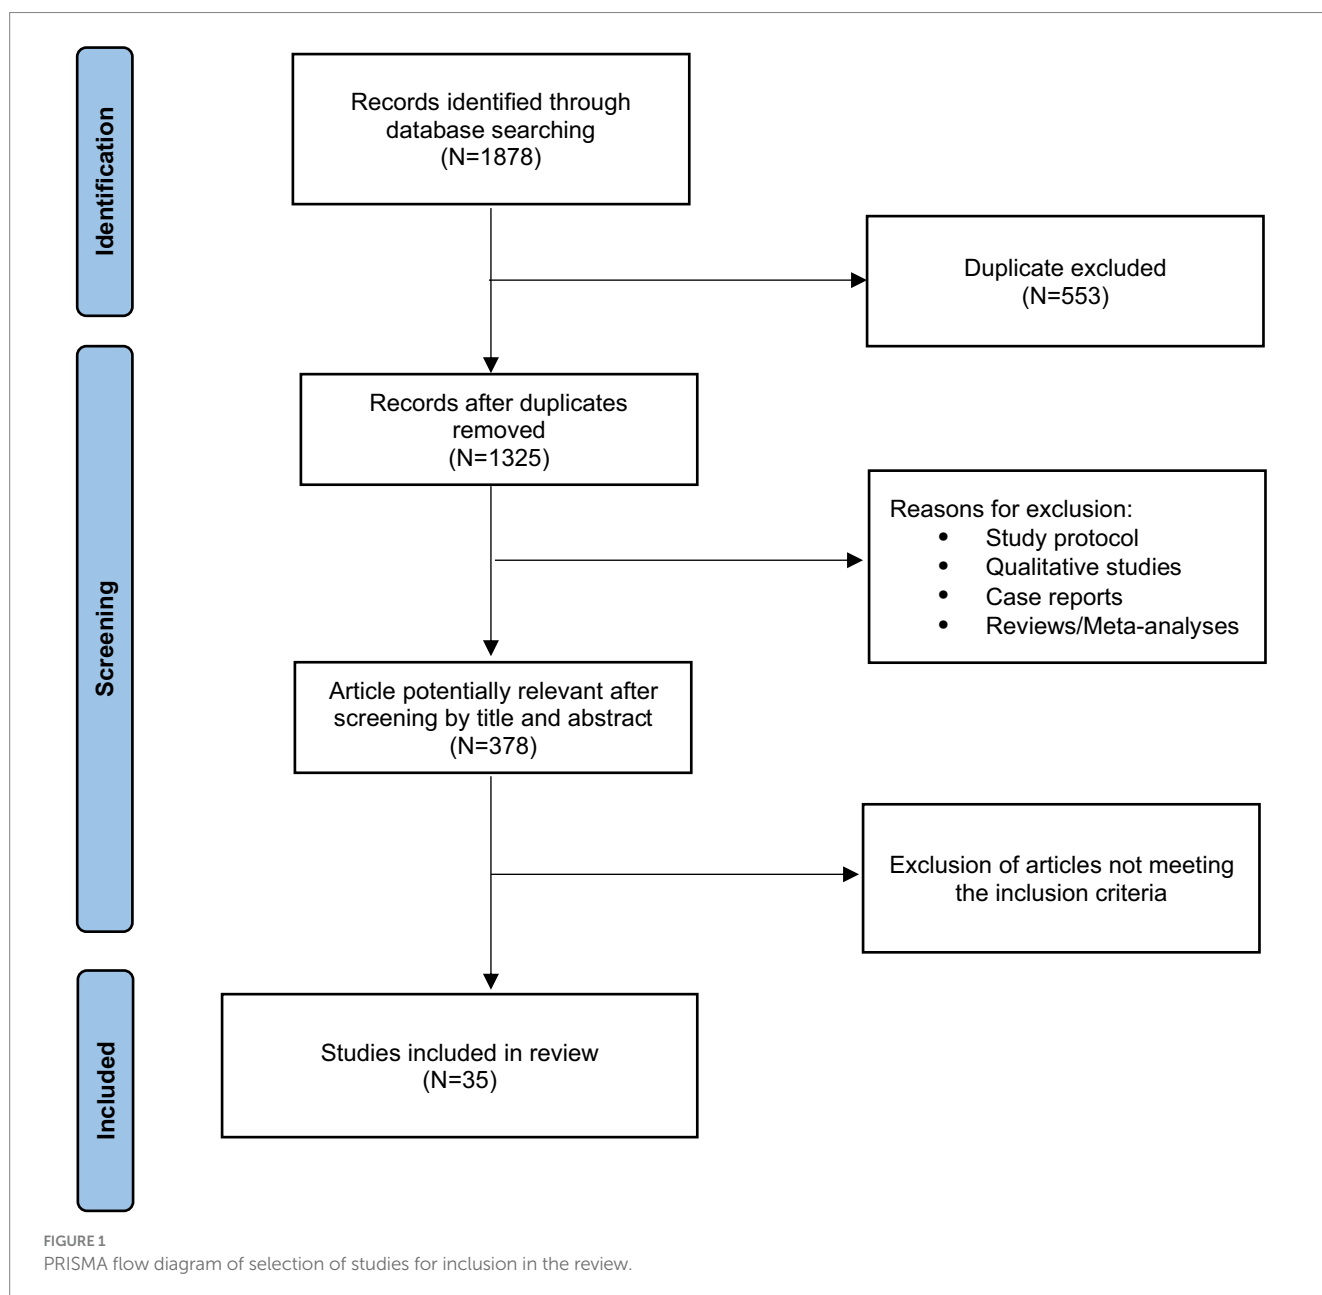 Identification
Records identified through
database searching
(N=1878)
Duplicate excluded
(N=553)
Screening
Records after duplicates
removed
(N=1325)
Reasons for exclusion:
• Study protocol
• Qualitative studies
• Case reports
• Reviews/Meta-analyses
Article potentially relevant after
screening by title and abstract
(N=378)
Exclusion of articles not meeting
the inclusion criteria
Included
Studies included in review
(N=35)
FIGURE 1
PRISMA flow diagram of selection of studies for inclusion in the review.